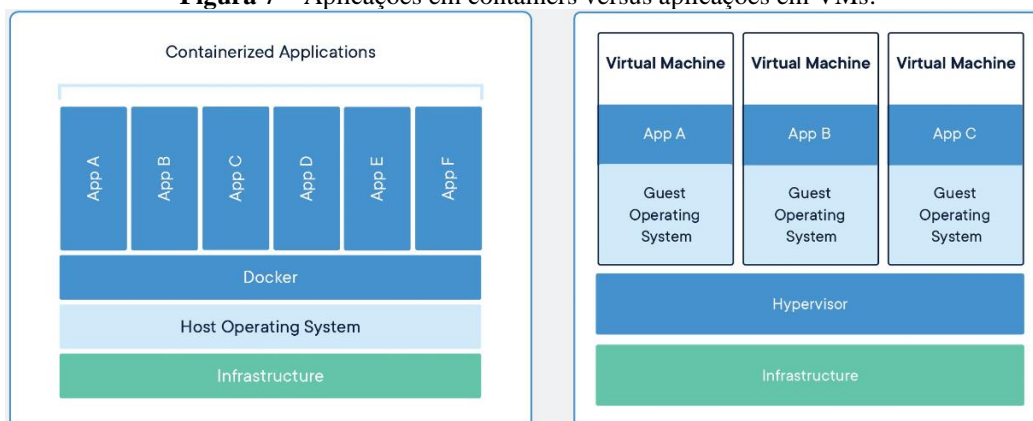 Figura 7 – Aplicações em containers versus aplicações em VMs.
Containerized Applications
App A
App B
App C
App D
App E
App F
Docker
Host Operating System
Infrastructure
Virtual Machine
App A
Guest
Operating
System
Virtual Machine
App B
Guest
Operating
System
Virtual Machine
App C
Guest
Operating
System
Hypervisor
Infrastructure